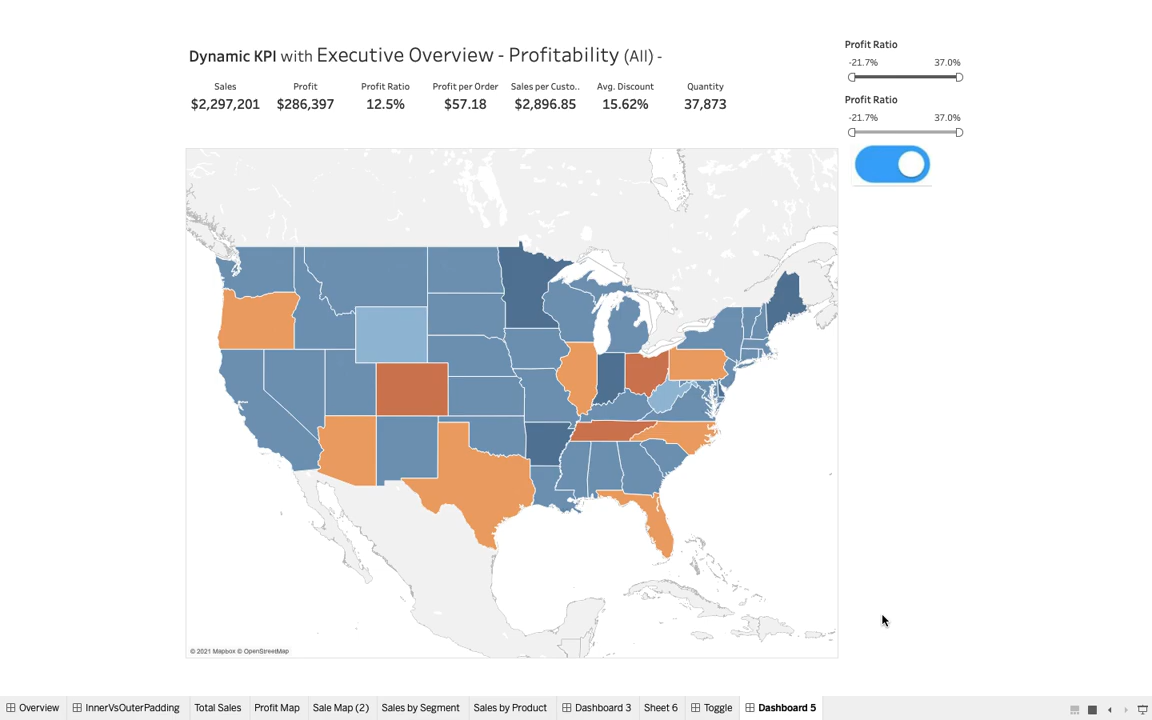 Dynamic KPI with Executive Overview - Profitability (All) -
Sales Profit Profit Ratio Profit per Order Sales per Custo.. Avg. Discount Quantity
$2,297,201 $286,397 12.5% $57.18 $2,896.85 15.62% 37,873
Profit Ratio
-21.7% 37.0%
Profit Ratio
-21.7% 37.0%
© 2021 Mapbox © OpenStreetMap
Overview InnerVsOuterPadding Total Sales Profit Map Sale Map (2) Sales by Segment Sales by Product Dashboard 3 Sheet 6 Toggle Dashboard 5